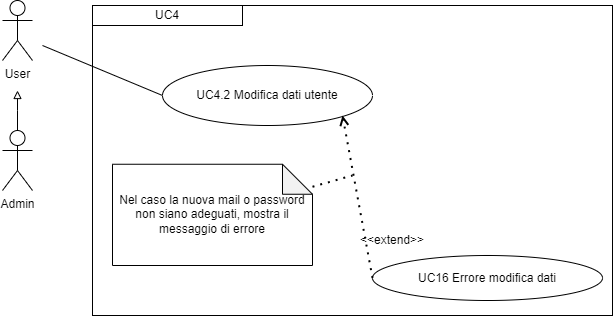 UC4
User
UC4.2 Modifica dati utente
Admin
Nel caso la nuova mail o password
non siano adeguati, mostra il
messaggio di errore
<<extend>>
UC16 Errore modifica dati